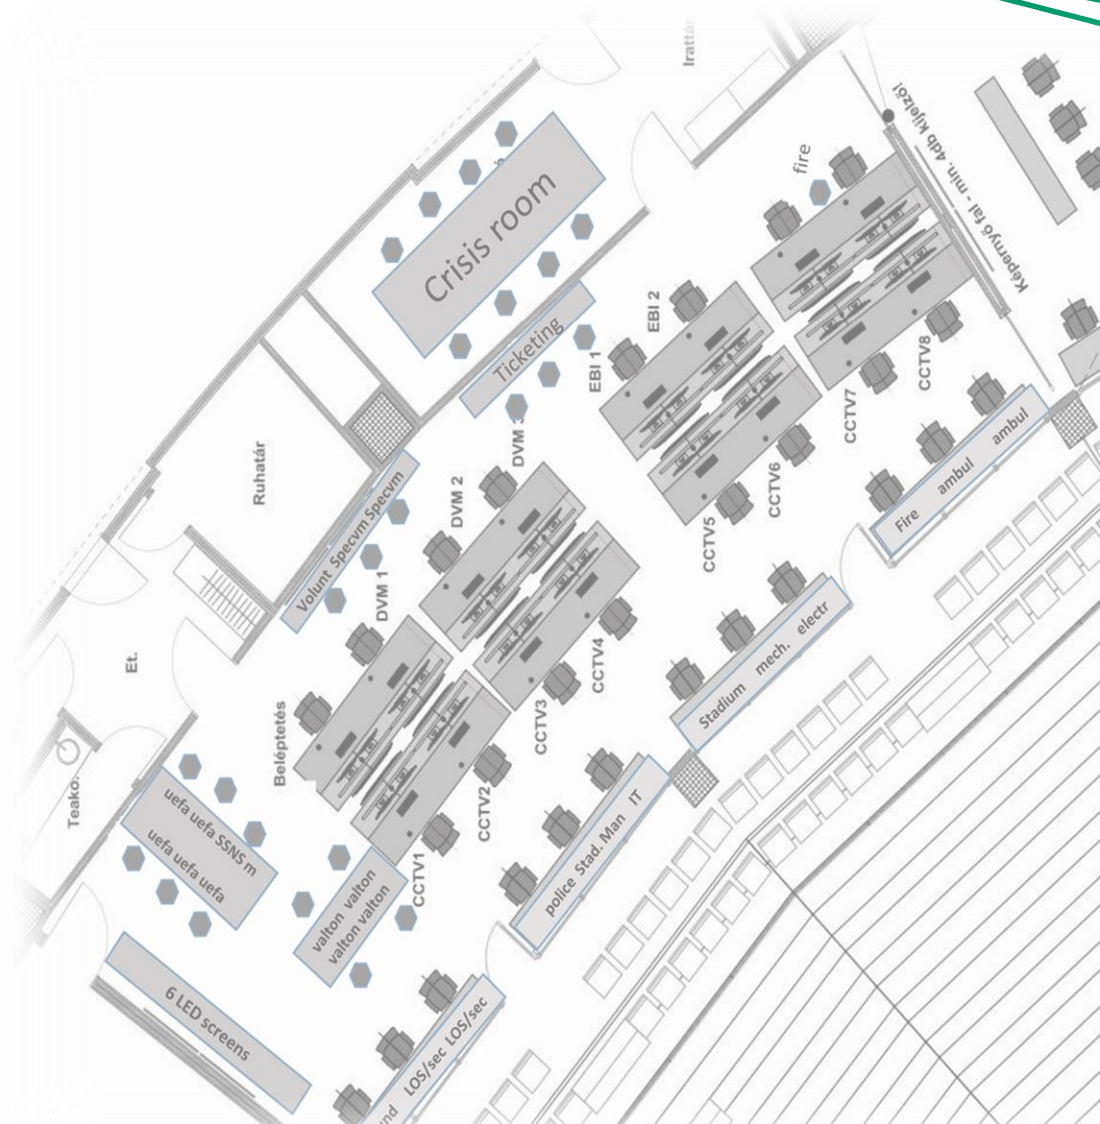 Irattár
Képernyő fal - min. 4db kijelző!
fire
Crisis room
Ticketing
EBI 2
EBI 1
CCTV8
CCTV7
CCTV6
CCTV5
Fire ambul ambul
Ruhatár
DVM 3
DVM 2
DVM 1
Volunt Specvm Specvm
Et.
Beléptetés
CCTV4
CCTV3
CCTV2
CCTV1
Stadium mech. electr
Teako.
uefa uefa SSNS m
uefa uefa uefa
valton valton
valton valton
police Stad. Man IT
6 LED screens
LOS/sec LOS/sec